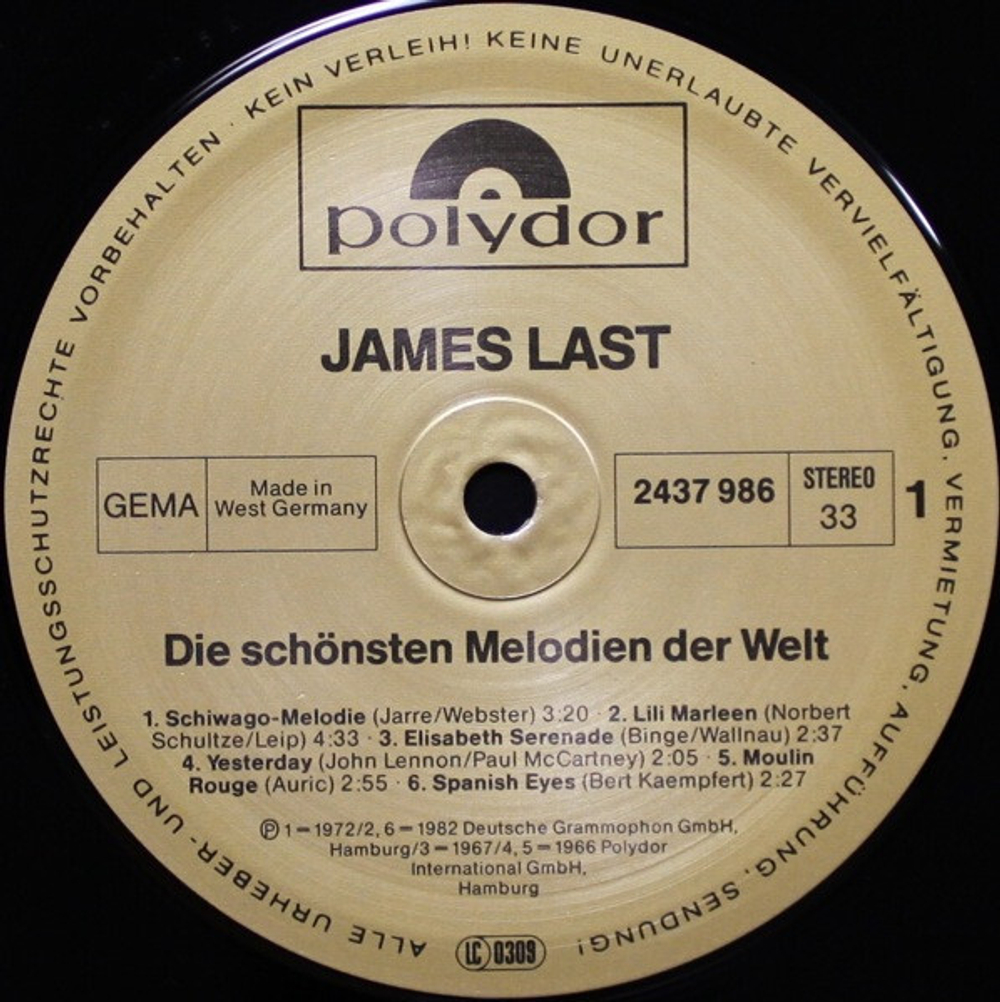 ALLE URHEBER- UND LEISTUNGSSCHUTZRECHTE VORBEHALTEN · KEIN VERLEIH! KEINE UNERLAUBTE VERVIELFÄLTIGUNG, VERMIETUNG, AUFFÜHRUNG, SENDUNG!
polydor
JAMES LAST
GEMA
Made in
West Germany
2437 986
STEREO
33
1
Die schönsten Melodien der Welt
1. Schiwago-Melodie (Jarre/Webster) 3:20 · 2. Lili Marleen (Norbert
Schultze/Leip) 4:33 · 3. Elisabeth Serenade (Binge/Wallnau) 2:37
4. Yesterday (John Lennon/Paul McCartney) 2:05 · 5. Moulin
Rouge (Auric) 2:55 · 6. Spanish Eyes (Bert Kaempfert) 2:27
℗ 1 – 1972/2, 6 – 1982 Deutsche Grammophon GmbH,
Hamburg/3 – 1967/4, 5 – 1966 Polydor
International GmbH,
Hamburg
LC 0309